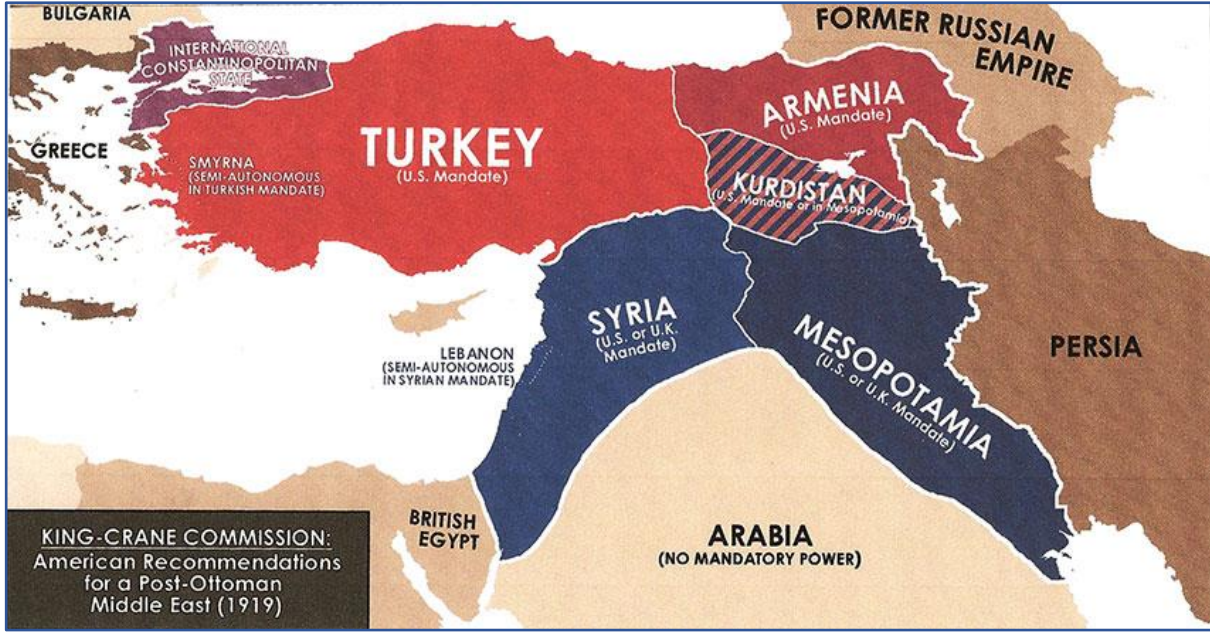 BULGARIA
INTERNATIONAL
CONSTANTINOPOLITAN
STATE
FORMER RUSSIAN
EMPIRE
ARMENIA
(U.S. Mandate)
GREECE
TURKEY
(U.S. Mandate)
SMYRNA
(SEMI-AUTONOMOUS
IN TURKISH MANDATE)
KURDISTAN
(U.S. Mandate or in Mesopotamia)
SYRIA
(U.S. or U.K.
Mandate)
LEBANON
(SEMI-AUTONOMOUS
IN SYRIAN MANDATE)
MESOPOTAMIA
(U.S. or U.K. Mandate)
PERSIA
BRITISH
EGYPT
ARABIA
(NO MANDATORY POWER)
KING-CRANE COMMISSION:
American Recommendations
for a Post-Ottoman
Middle East (1919)